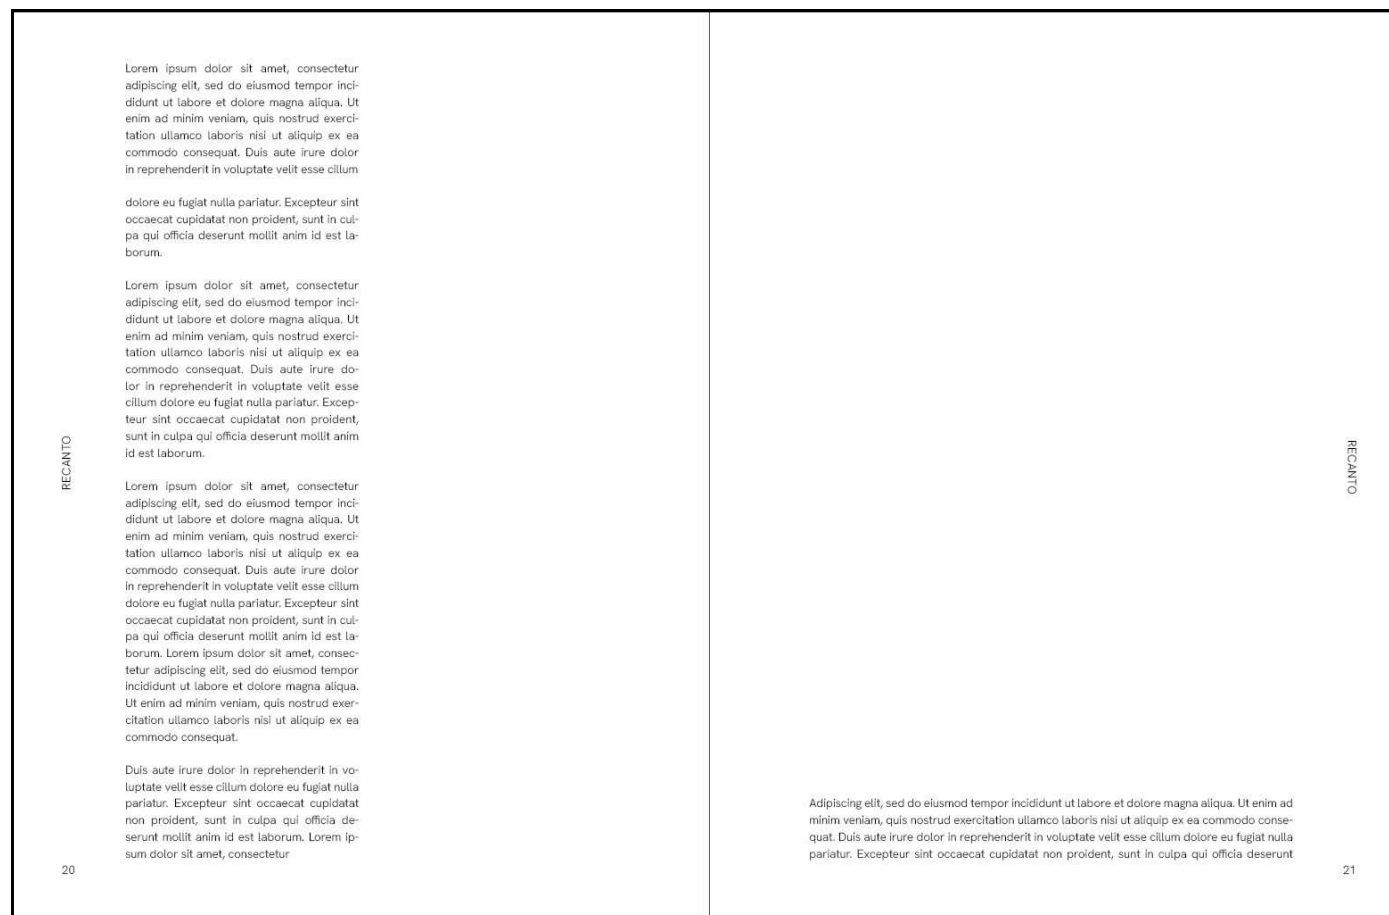 Lorem ipsum dolor sit amet, consectetur
adipiscing elit, sed do eiusmod tempor inci-
didunt ut labore et dolore magna aliqua. Ut
enim ad minim veniam, quis nostrud exerci-
tation ullamco laboris nisi ut aliquip ex ea
commodo consequat. Duis aute irure dolor
in reprehenderit in voluptate velit esse cillum
dolore eu fugiat nulla pariatur. Excepteur sint
occaecat cupidatat non proident, sunt in cul-
pa qui officia deserunt mollit anim id est la-
borum.
Lorem ipsum dolor sit amet, consectetur
adipiscing elit, sed do eiusmod tempor inci-
didunt ut labore et dolore magna aliqua. Ut
enim ad minim veniam, quis nostrud exerci-
tation ullamco laboris nisi ut aliquip ex ea
commodo consequat. Duis aute irure do-
lor in reprehenderit in voluptate velit esse
cillum dolore eu fugiat nulla pariatur. Excep-
teur sint occaecat cupidatat non proident,
sunt in culpa qui officia deserunt mollit anim
id est laborum.
Lorem ipsum dolor sit amet, consectetur
adipiscing elit, sed do eiusmod tempor inci-
didunt ut labore et dolore magna aliqua. Ut
enim ad minim veniam, quis nostrud exerci-
tation ullamco laboris nisi ut aliquip ex ea
commodo consequat. Duis aute irure dolor
in reprehenderit in voluptate velit esse cillum
dolore eu fugiat nulla pariatur. Excepteur sint
occaecat cupidatat non proident, sunt in cul-
pa qui officia deserunt mollit anim id est la-
borum. Lorem ipsum dolor sit amet, consec-
tetur adipiscing elit, sed do eiusmod tempor
incididunt ut labore et dolore magna aliqua.
Ut enim ad minim veniam, quis nostrud exer-
citation ullamco laboris nisi ut aliquip ex ea
commodo consequat.
Duis aute irure dolor in reprehenderit in vo-
luptate velit esse cillum dolore eu fugiat nulla
pariatur. Excepteur sint occaecat cupidatat
non proident, sunt in culpa qui officia de-
serunt mollit anim id est laborum. Lorem ip-
sum dolor sit amet, consectetur
RECANTO
20
Adipiscing elit, sed do eiusmod tempor incididunt ut labore et dolore magna aliqua. Ut enim ad
minim veniam, quis nostrud exercitation ullamco laboris nisi ut aliquip ex ea commodo conse-
quat. Duis aute irure dolor in reprehenderit in voluptate velit esse cillum dolore eu fugiat nulla
pariatur. Excepteur sint occaecat cupidatat non proident, sunt in culpa qui officia deserunt
RECANTO
21